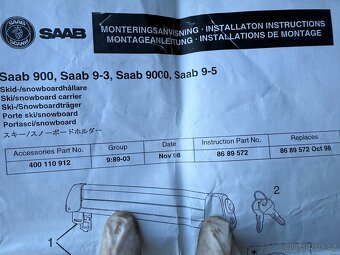 SAAB
MONTERINGSANVISNING · INSTALLATON INSTRUCTIONS
MONTAGEANLEITUNG · INSTALLATIONS DE MONTAGE
Saab 900, Saab 9-3, Saab 9000, Saab 9-5
Skid-/snowboardhållare
Ski/snowboard carrier
Ski-/Snowboardträger
Porte ski/snowboard
Portasci/snowboard
スキー/スノーボードホルダー
Accessories Part No. Group Date Instruction Part No. Replaces
400 110 912 9:89-03 Nov 98 86 89 572 86 89 572 Oct 98
1
2